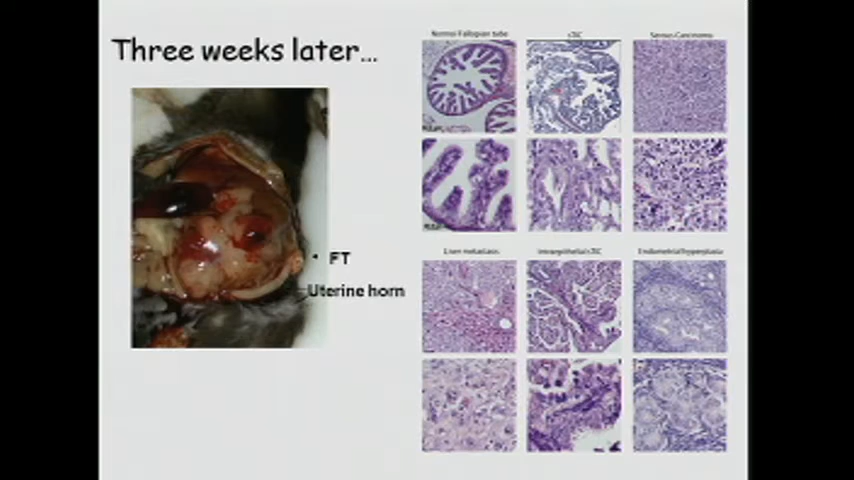 Three weeks later...
Normal Fallopian tube
sTIC
Serous Carcinoma
• FT
Uterine horn
Liver metastasis
Intraepithelial sTIC
Endometrial hyperplasia